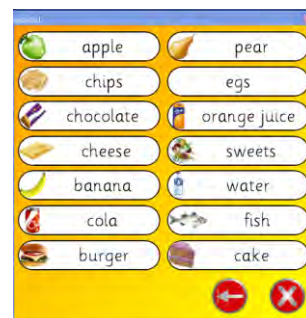 apple
pear
chips
egs
chocolate
orange juice
cheese
sweets
banana
water
cola
fish
burger
cake